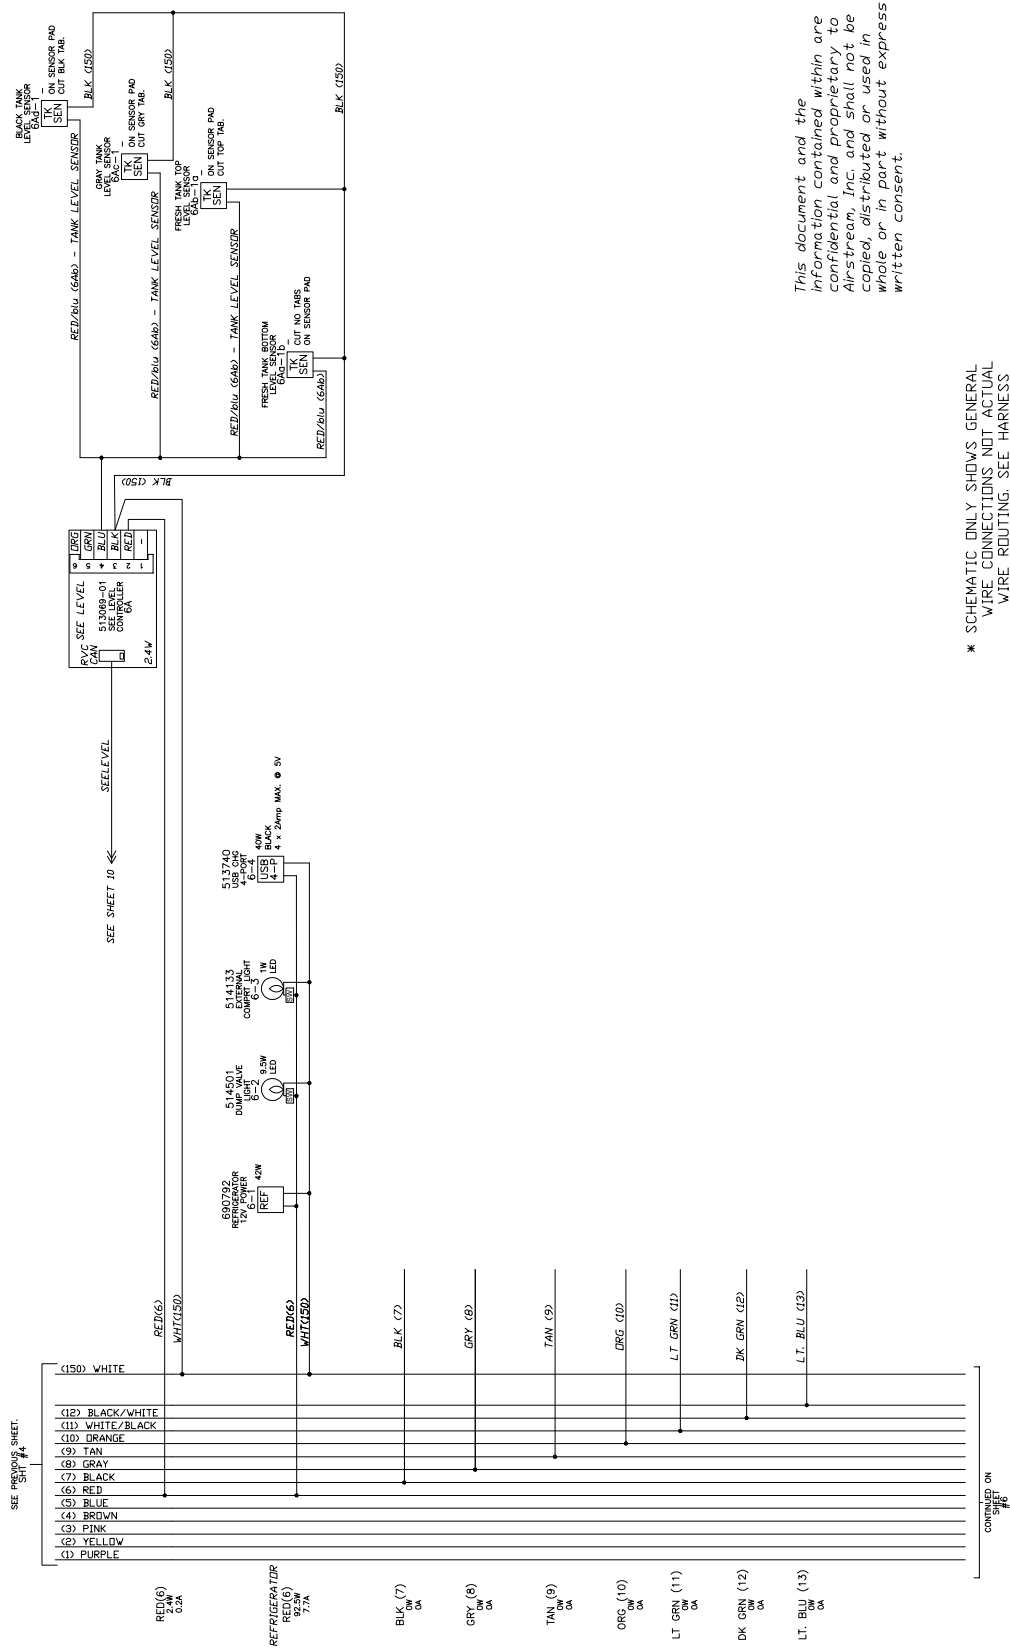 BLACK TANK
LEVEL SENSOR
6Ad-1
TK
SEN
ON SENSOR PAD
CUT BLK TAB.
BLK (150)
RED/blu (6Ab) - TANK LEVEL SENSOR
GRAY TANK
LEVEL SENSOR
6Ac-1
TK
SEN
ON SENSOR PAD
CUT GRY TAB.
BLK (150)
RED/blu (6Ab) - TANK LEVEL SENSOR
FRESH TANK TOP
LEVEL SENSOR
6Ab-1a
TK
SEN
ON SENSOR PAD
CUT TOP TAB.
RED/blu (6Ab) - TANK LEVEL SENSOR
FRESH TANK BOTTOM
LEVEL SENSOR
6Aa-1b
TK
SEN
CUT NO TABS
ON SENSOR PAD
RED/blu (6Ab)
BLK (150)
BLK (150)
ORG
GRN
BLU
BLK
RED
-
6
5
4
3
2
1
SEE LEVEL
513069-01
SEE LEVEL
CONTROLLER
6A
RVC
CAN
2.4W
SEELEVEL
SEE SHEET 10
513740
USB CHG
4-PORT
6-4
USB
4-P
40W
BLACK
4 x 2Amp MAX. @ 5V
514133
EXTERNAL
COMPRT LIGHT
6-3
1W
LED
SW
514501
DUMP VALVE
LIGHT
6-2
9.5W
LED
SW
690792
REFRIGERATOR
12V POWER
6-1
REF
42W
RED(6)
WHT(150)
RED(6)
WHT(150)
BLK (7)
GRY (8)
TAN (9)
ORG (10)
LT GRN (11)
DK GRN (12)
LT. BLU (13)
SEE PREVIOUS SHEET.
SHT #4
(150) WHITE
(12) BLACK/WHITE
(11) WHITE/BLACK
(10) ORANGE
(9) TAN
(8) GRAY
(7) BLACK
(6) RED
(5) BLUE
(4) BROWN
(3) PINK
(2) YELLOW
(1) PURPLE
CONTINUED ON
SHEET
#6
RED(6)
2.4W
0.2A
REFRIGERATOR
RED(6)
92.5W
7.7A
BLK (7)
0W
0A
GRY (8)
0W
0A
TAN (9)
0W
0A
ORG (10)
0W
0A
LT GRN (11)
0W
0A
DK GRN (12)
0W
0A
LT. BLU (13)
0W
0A
This document and the
information contained within are
confidential and proprietary to
Airstream, Inc. and shall not be
copied, distributed or used in
whole or in part without express
written consent.
* SCHEMATIC ONLY SHOWS GENERAL
WIRE CONNECTIONS NOT ACTUAL
WIRE ROUTING. SEE HARNESS